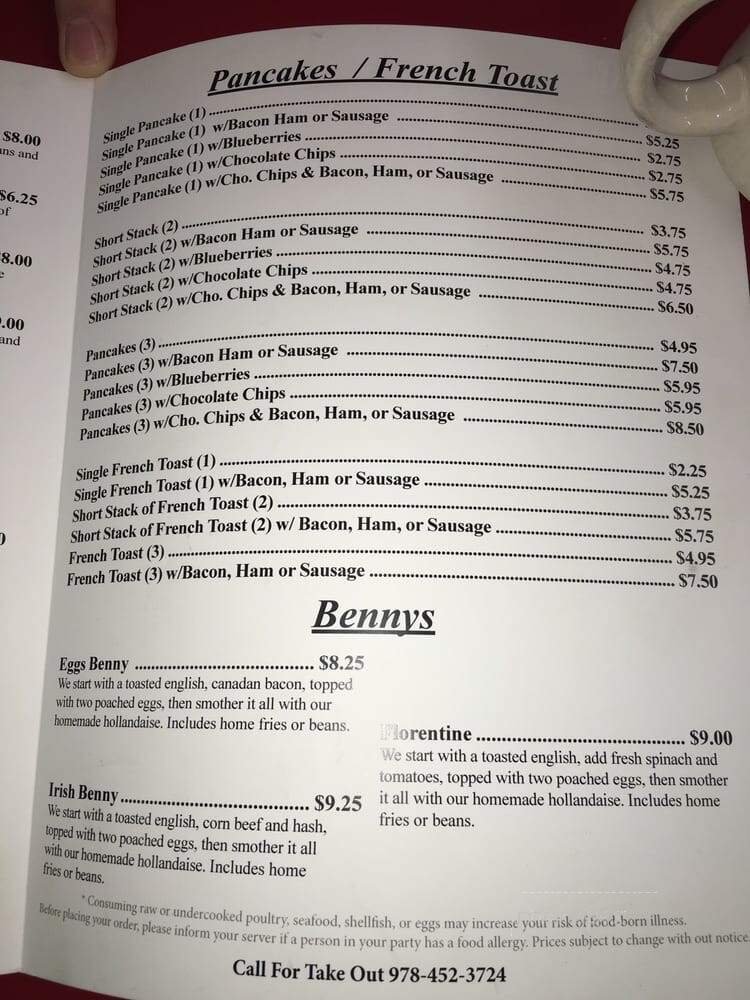 $8.00
ns and
$6.25
of
8.00
e
.00
and
Pancakes / French Toast
Single Pancake (1)
Single Pancake (1) w/Bacon Ham or Sausage $5.25
Single Pancake (1) w/Blueberries $2.75
Single Pancake (1) w/Chocolate Chips $2.75
Single Pancake (1) w/Cho. Chips & Bacon, Ham, or Sausage $5.75
Short Stack (2) $3.75
Short Stack (2) w/Bacon Ham or Sausage $5.75
Short Stack (2) w/Blueberries $4.75
Short Stack (2) w/Chocolate Chips $4.75
Short Stack (2) w/Cho. Chips & Bacon, Ham, or Sausage $6.50
Pancakes (3) $4.95
Pancakes (3) w/Bacon Ham or Sausage $7.50
Pancakes (3) w/Blueberries $5.95
Pancakes (3) w/Chocolate Chips $5.95
Pancakes (3) w/Cho. Chips & Bacon, Ham, or Sausage $8.50
Single French Toast (1) $2.25
Single French Toast (1) w/Bacon, Ham or Sausage $5.25
Short Stack of French Toast (2) $3.75
Short Stack of French Toast (2) w/ Bacon, Ham, or Sausage $5.75
French Toast (3) $4.95
French Toast (3) w/Bacon, Ham or Sausage $7.50
Bennys
Eggs Benny $8.25
We start with a toasted english, canadan bacon, topped
with two poached eggs, then smother it all with our
homemade hollandaise. Includes home fries or beans.
Florentine $9.00
We start with a toasted english, add fresh spinach and
tomatoes, topped with two poached eggs, then smother
it all with our homemade hollandaise. Includes home
fries or beans.
Irish Benny $9.25
We start with a toasted english, corn beef and hash,
topped with two poached eggs, then smother it all
with our homemade hollandaise. Includes home
fries or beans.
* Consuming raw or undercooked poultry, seafood, shellfish, or eggs may increase your risk of food-born illness.
Before placing your order, please inform your server if a person in your party has a food allergy. Prices subject to change with out notice
Call For Take Out 978-452-3724